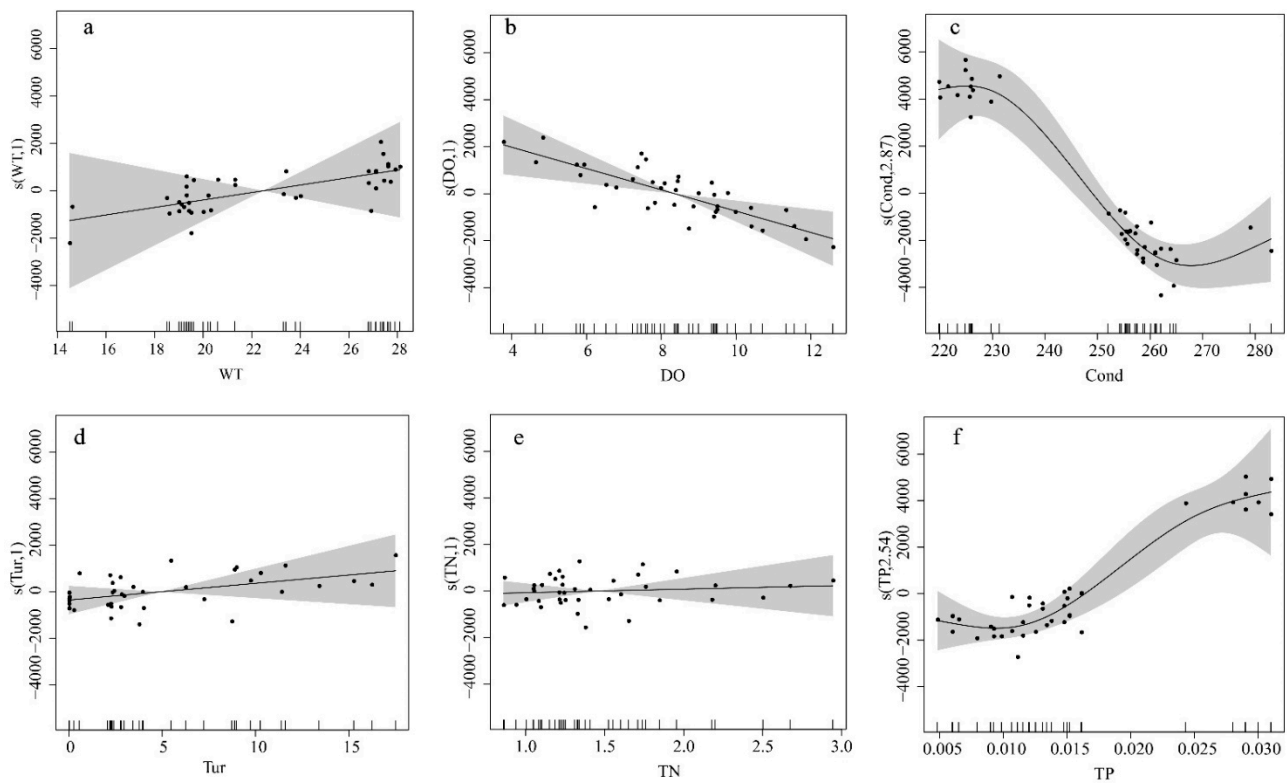 a
s(WT,1)
-4000 -2000 0 2000 4000 6000
14 16 18 20 22 24 26 28
WT
b
s(DO,1)
-4000 -2000 0 2000 4000 6000
4 6 8 10 12
DO
c
s(Cond,2.87)
-4000 -2000 0 2000 4000 6000
220 230 240 250 260 270 280
Cond
d
s(Tur,1)
-4000 -2000 0 2000 4000 6000
0 5 10 15
Tur
e
s(TN,1)
-4000 -2000 0 2000 4000 6000
1.0 1.5 2.0 2.5 3.0
TN
f
s(TP,2.54)
-4000 -2000 0 2000 4000 6000
0.005 0.010 0.015 0.020 0.025 0.030
TP